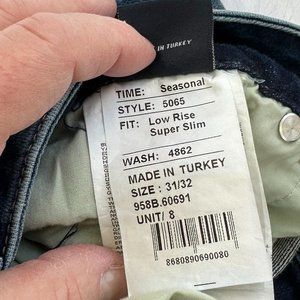 MADE IN TURKEY
TIME: Seasonal
STYLE: 5065
FIT: Low Rise
Super Slim
WASH: 4862
MADE IN TURKEY
SIZE : 31/32
958B.60691
UNIT/ 8
8680890690080